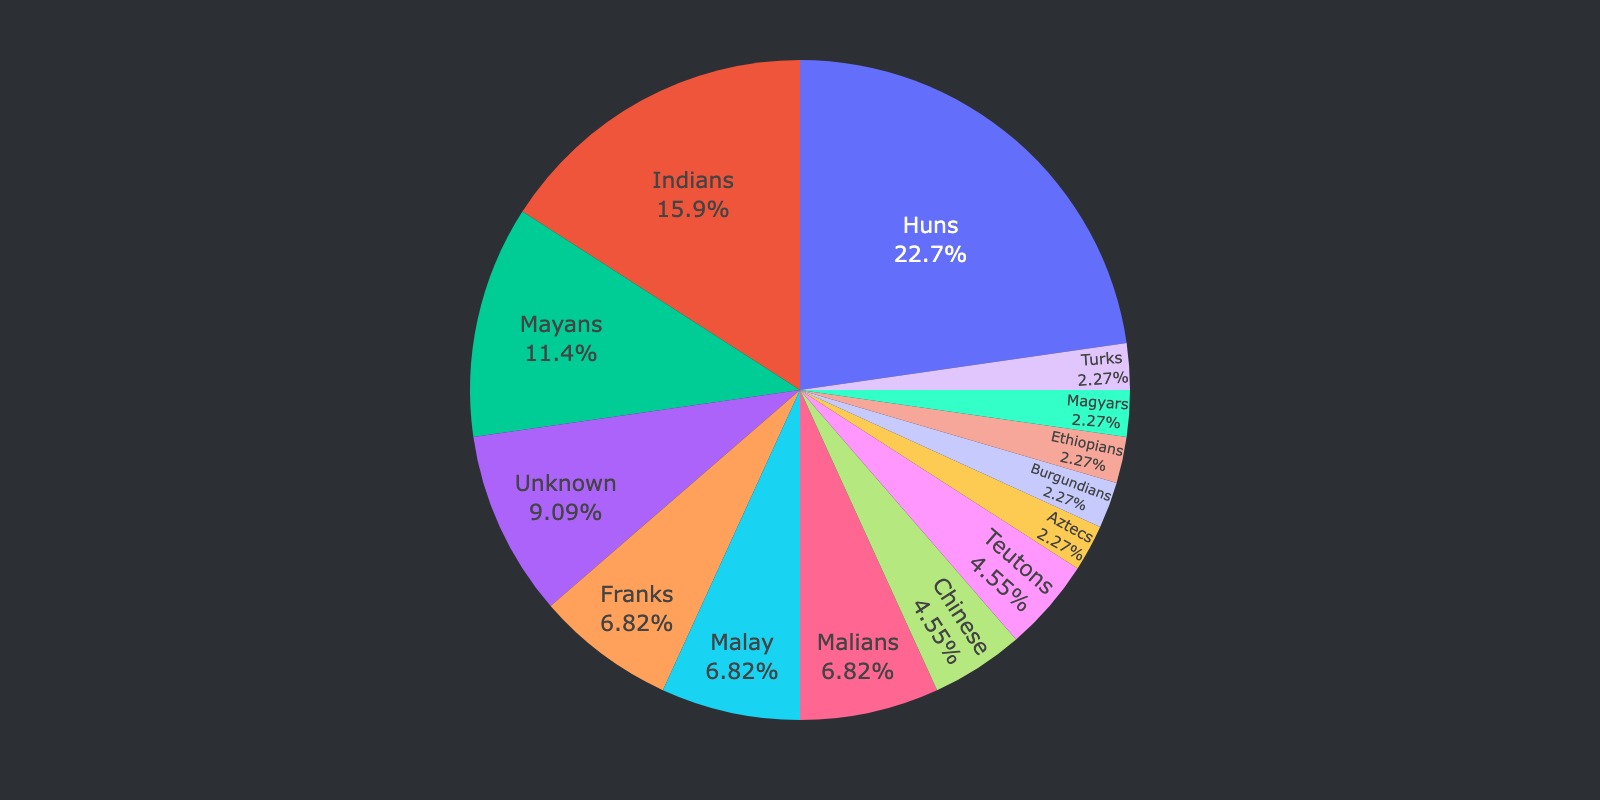 Indians
15.9%
Huns
22.7%
Mayans
11.4%
Turks
2.27%
Magyars
2.27%
Ethiopians
2.27%
Burgundians
2.27%
Aztecs
2.27%
Unknown
9.09%
Teutons
4.55%
Franks
6.82%
Chinese
4.55%
Malay
6.82%
Malians
6.82%